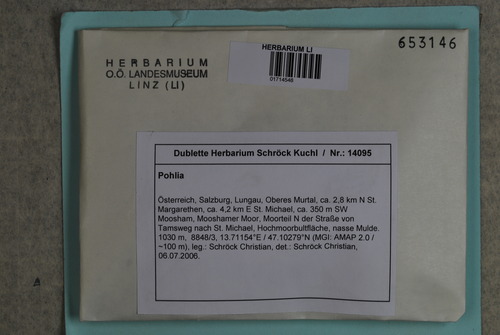 HERBARIUM
O.Ö. LANDESMUSEUM
LINZ (LI)
HERBARIUM LI
01714546
653146
Dublette Herbarium Schröck Kuchl / Nr.: 14095
Pohlia
Österreich, Salzburg, Lungau, Oberes Murtal, ca. 2,8 km N St.
Margarethen, ca. 4,2 km E St. Michael, ca. 350 m SW
Moosham, Mooshamer Moor, Moorteil N der Straße von
Tamsweg nach St. Michael, Hochmoorbultfläche, nasse Mulde.
1030 m, 8848/3, 13.71154°E / 47.10279°N (MGI: AMAP 2.0 /
~100 m), leg.: Schröck Christian, det.: Schröck Christian,
06.07.2006.